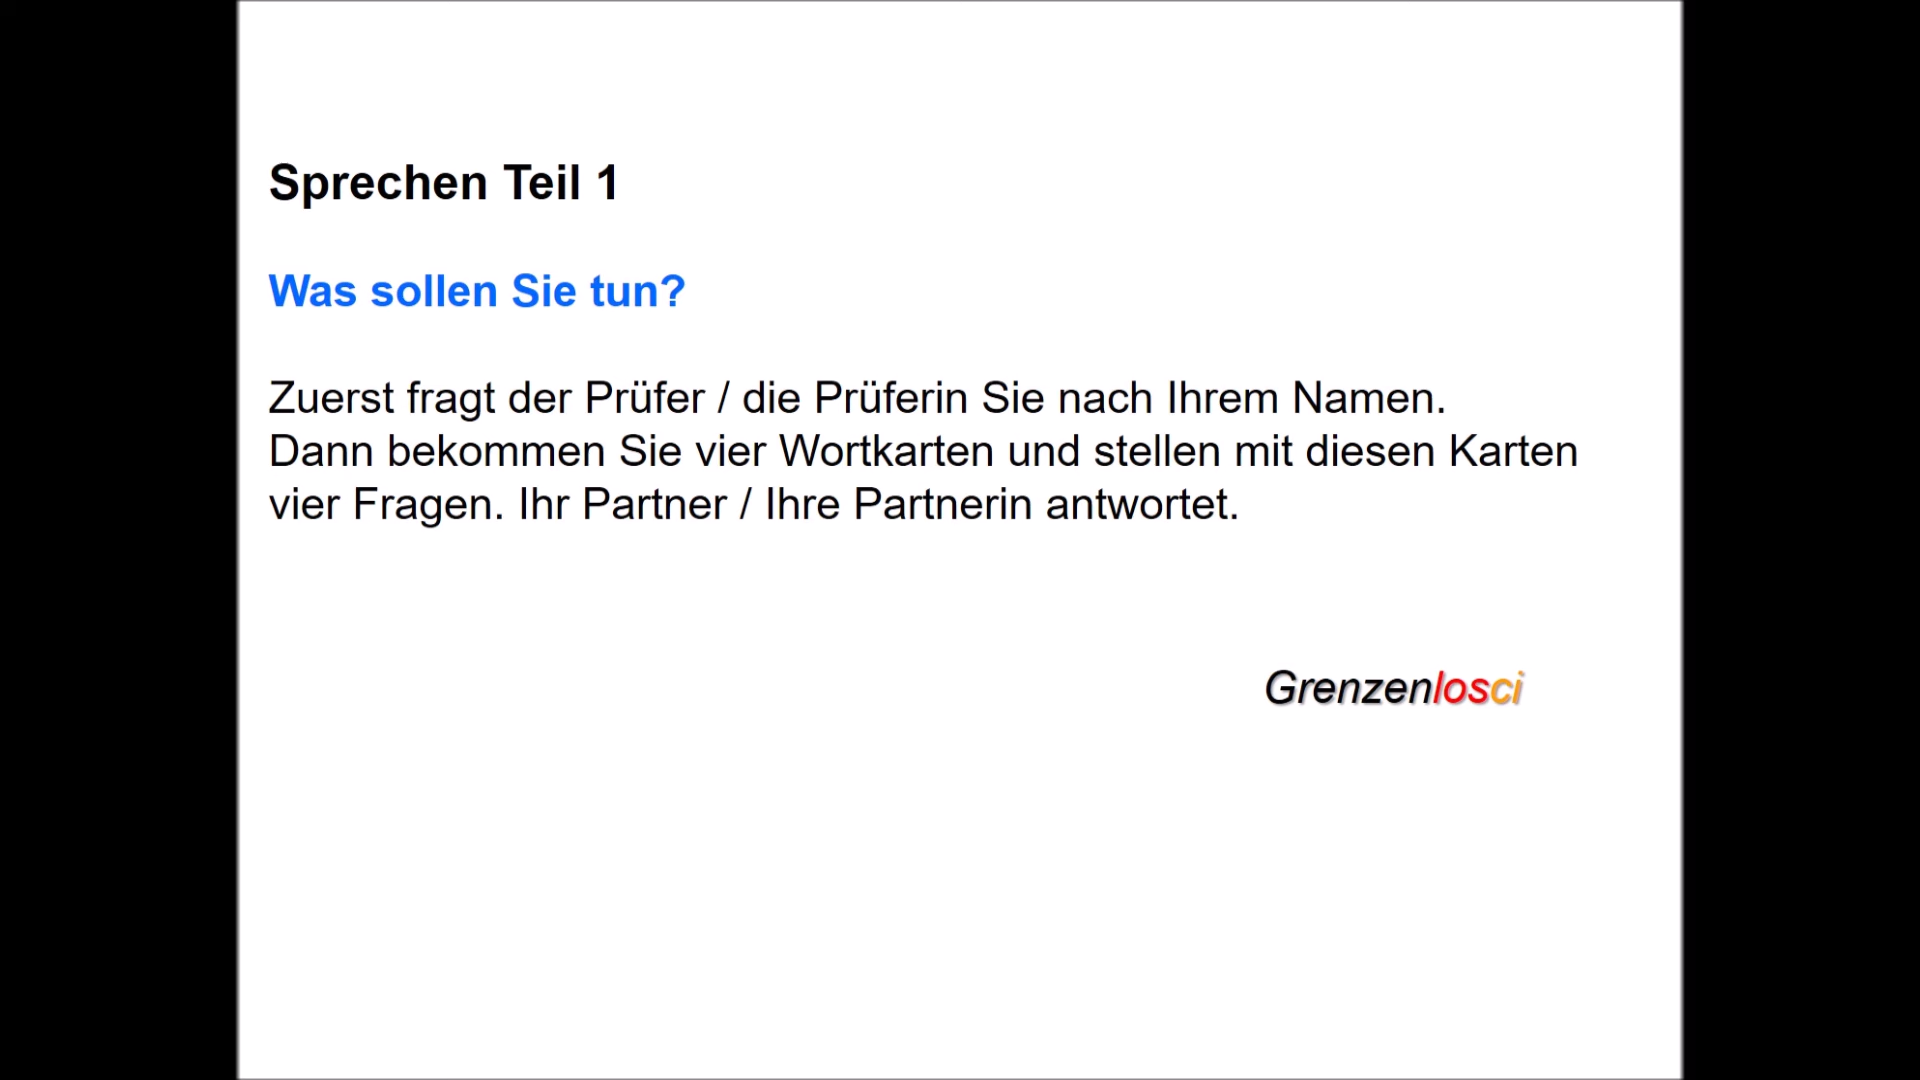 Sprechen Teil 1
Was sollen Sie tun?
Zuerst fragt der Prüfer / die Prüferin Sie nach Ihrem Namen.
Dann bekommen Sie vier Wortkarten und stellen mit diesen Karten
vier Fragen. Ihr Partner / Ihre Partnerin antwortet.
Grenzenlosci